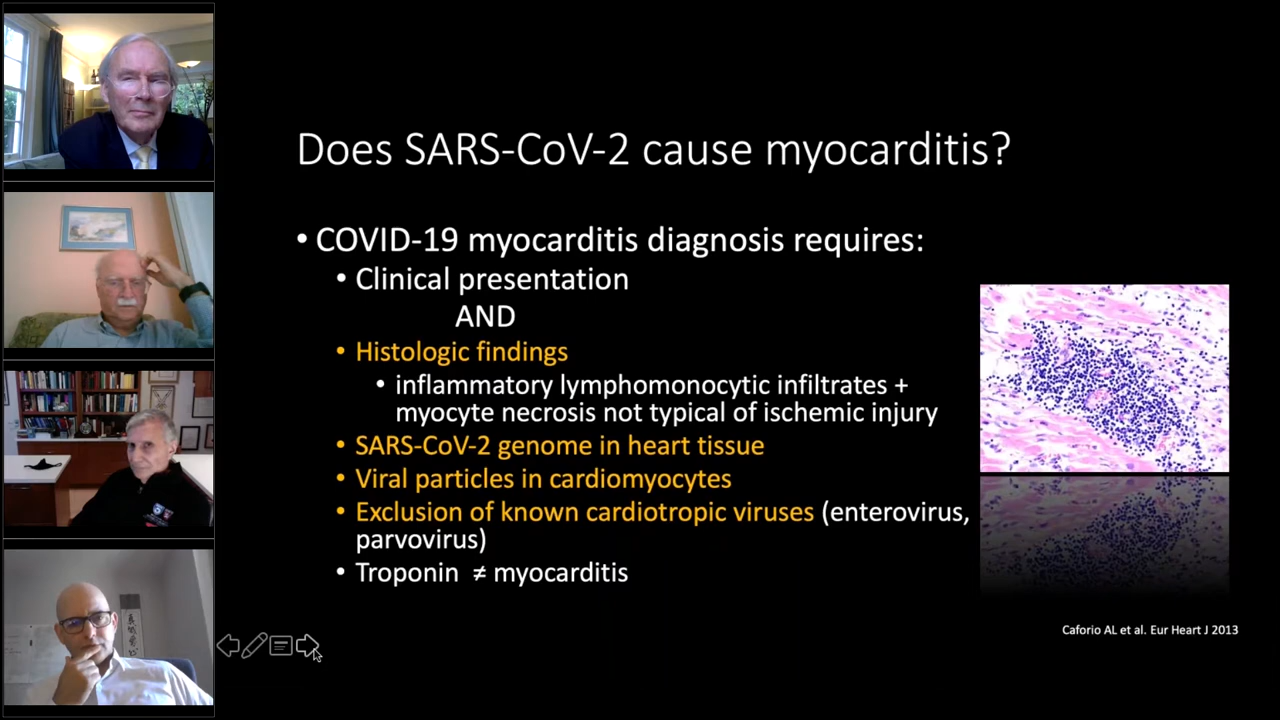 Does SARS-CoV-2 cause myocarditis?
• COVID-19 myocarditis diagnosis requires:
• Clinical presentation
AND
• Histologic findings
• inflammatory lymphomonocytic infiltrates +
myocyte necrosis not typical of ischemic injury
• SARS-CoV-2 genome in heart tissue
• Viral particles in cardiomyocytes
• Exclusion of known cardiotropic viruses (enterovirus,
parvovirus)
• Troponin ≠ myocarditis
Caforio AL et al. Eur Heart J 2013